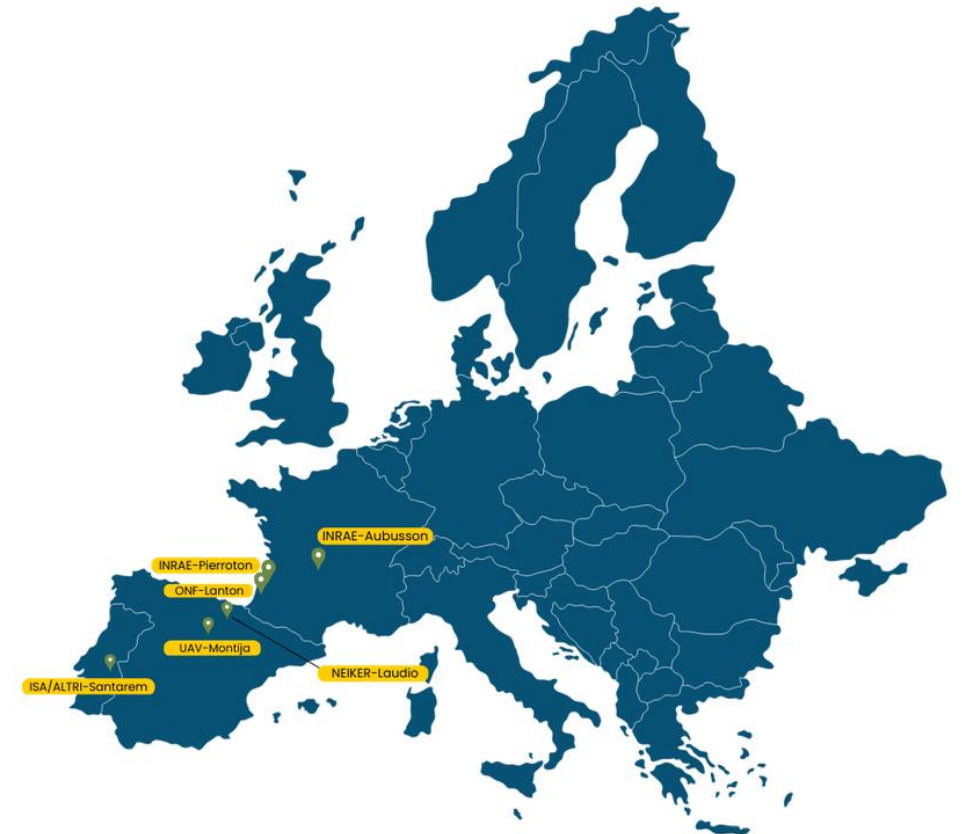 INRAE-Aubusson
INRAE-Pierroton
ONF-Lanton
UAV-Montija
NEIKER-Laudio
ISA/ALTRI-Santarem